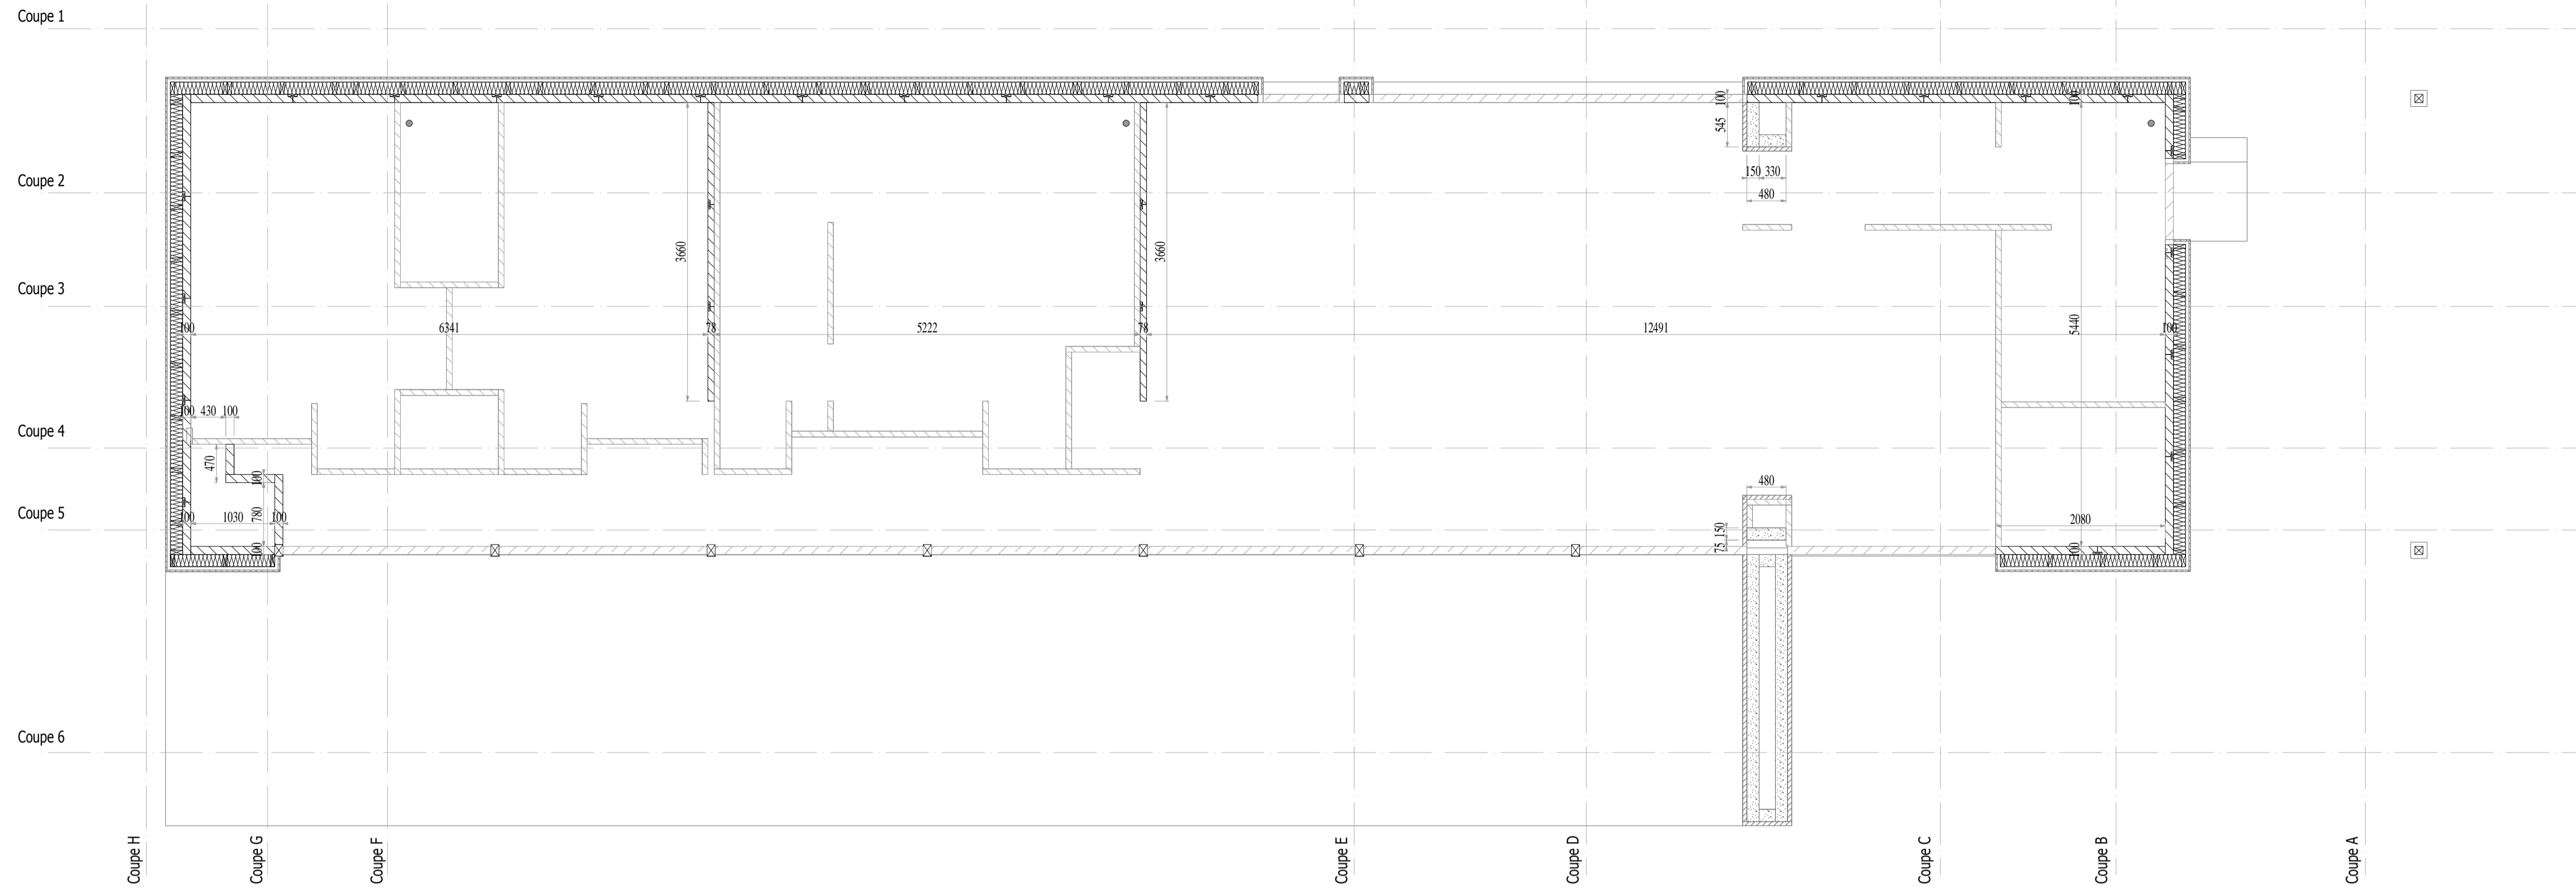 Coupe 1
100
100
545
150 330
Coupe 2
480
3660
3660
Coupe 3
5440
100
6341
78
5222
78
12491
100
100 430 100
Coupe 4
470
100
480
Coupe 5
100
1030
100
780
150
2080
100
75
100
Coupe 6
Coupe H
Coupe G
Coupe F
Coupe E
Coupe D
Coupe C
Coupe B
Coupe A